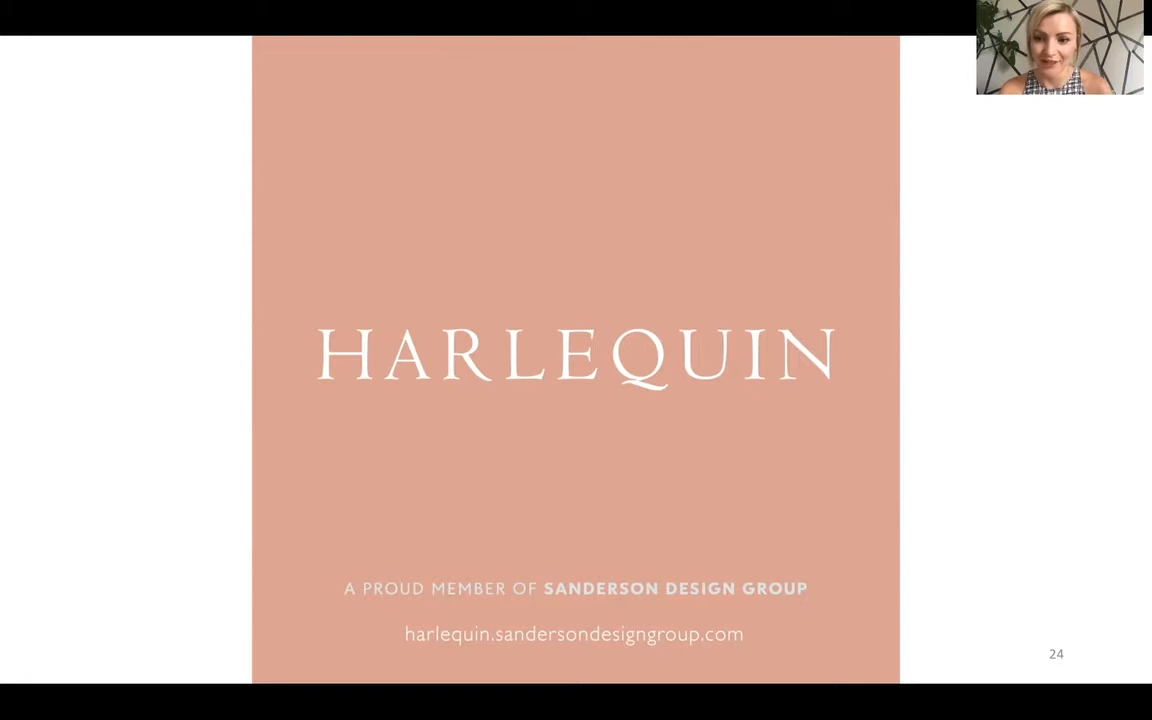 HARLEQUIN
A PROUD MEMBER OF SANDERSON DESIGN GROUP
harlequin.sandersondesigngroup.com
24